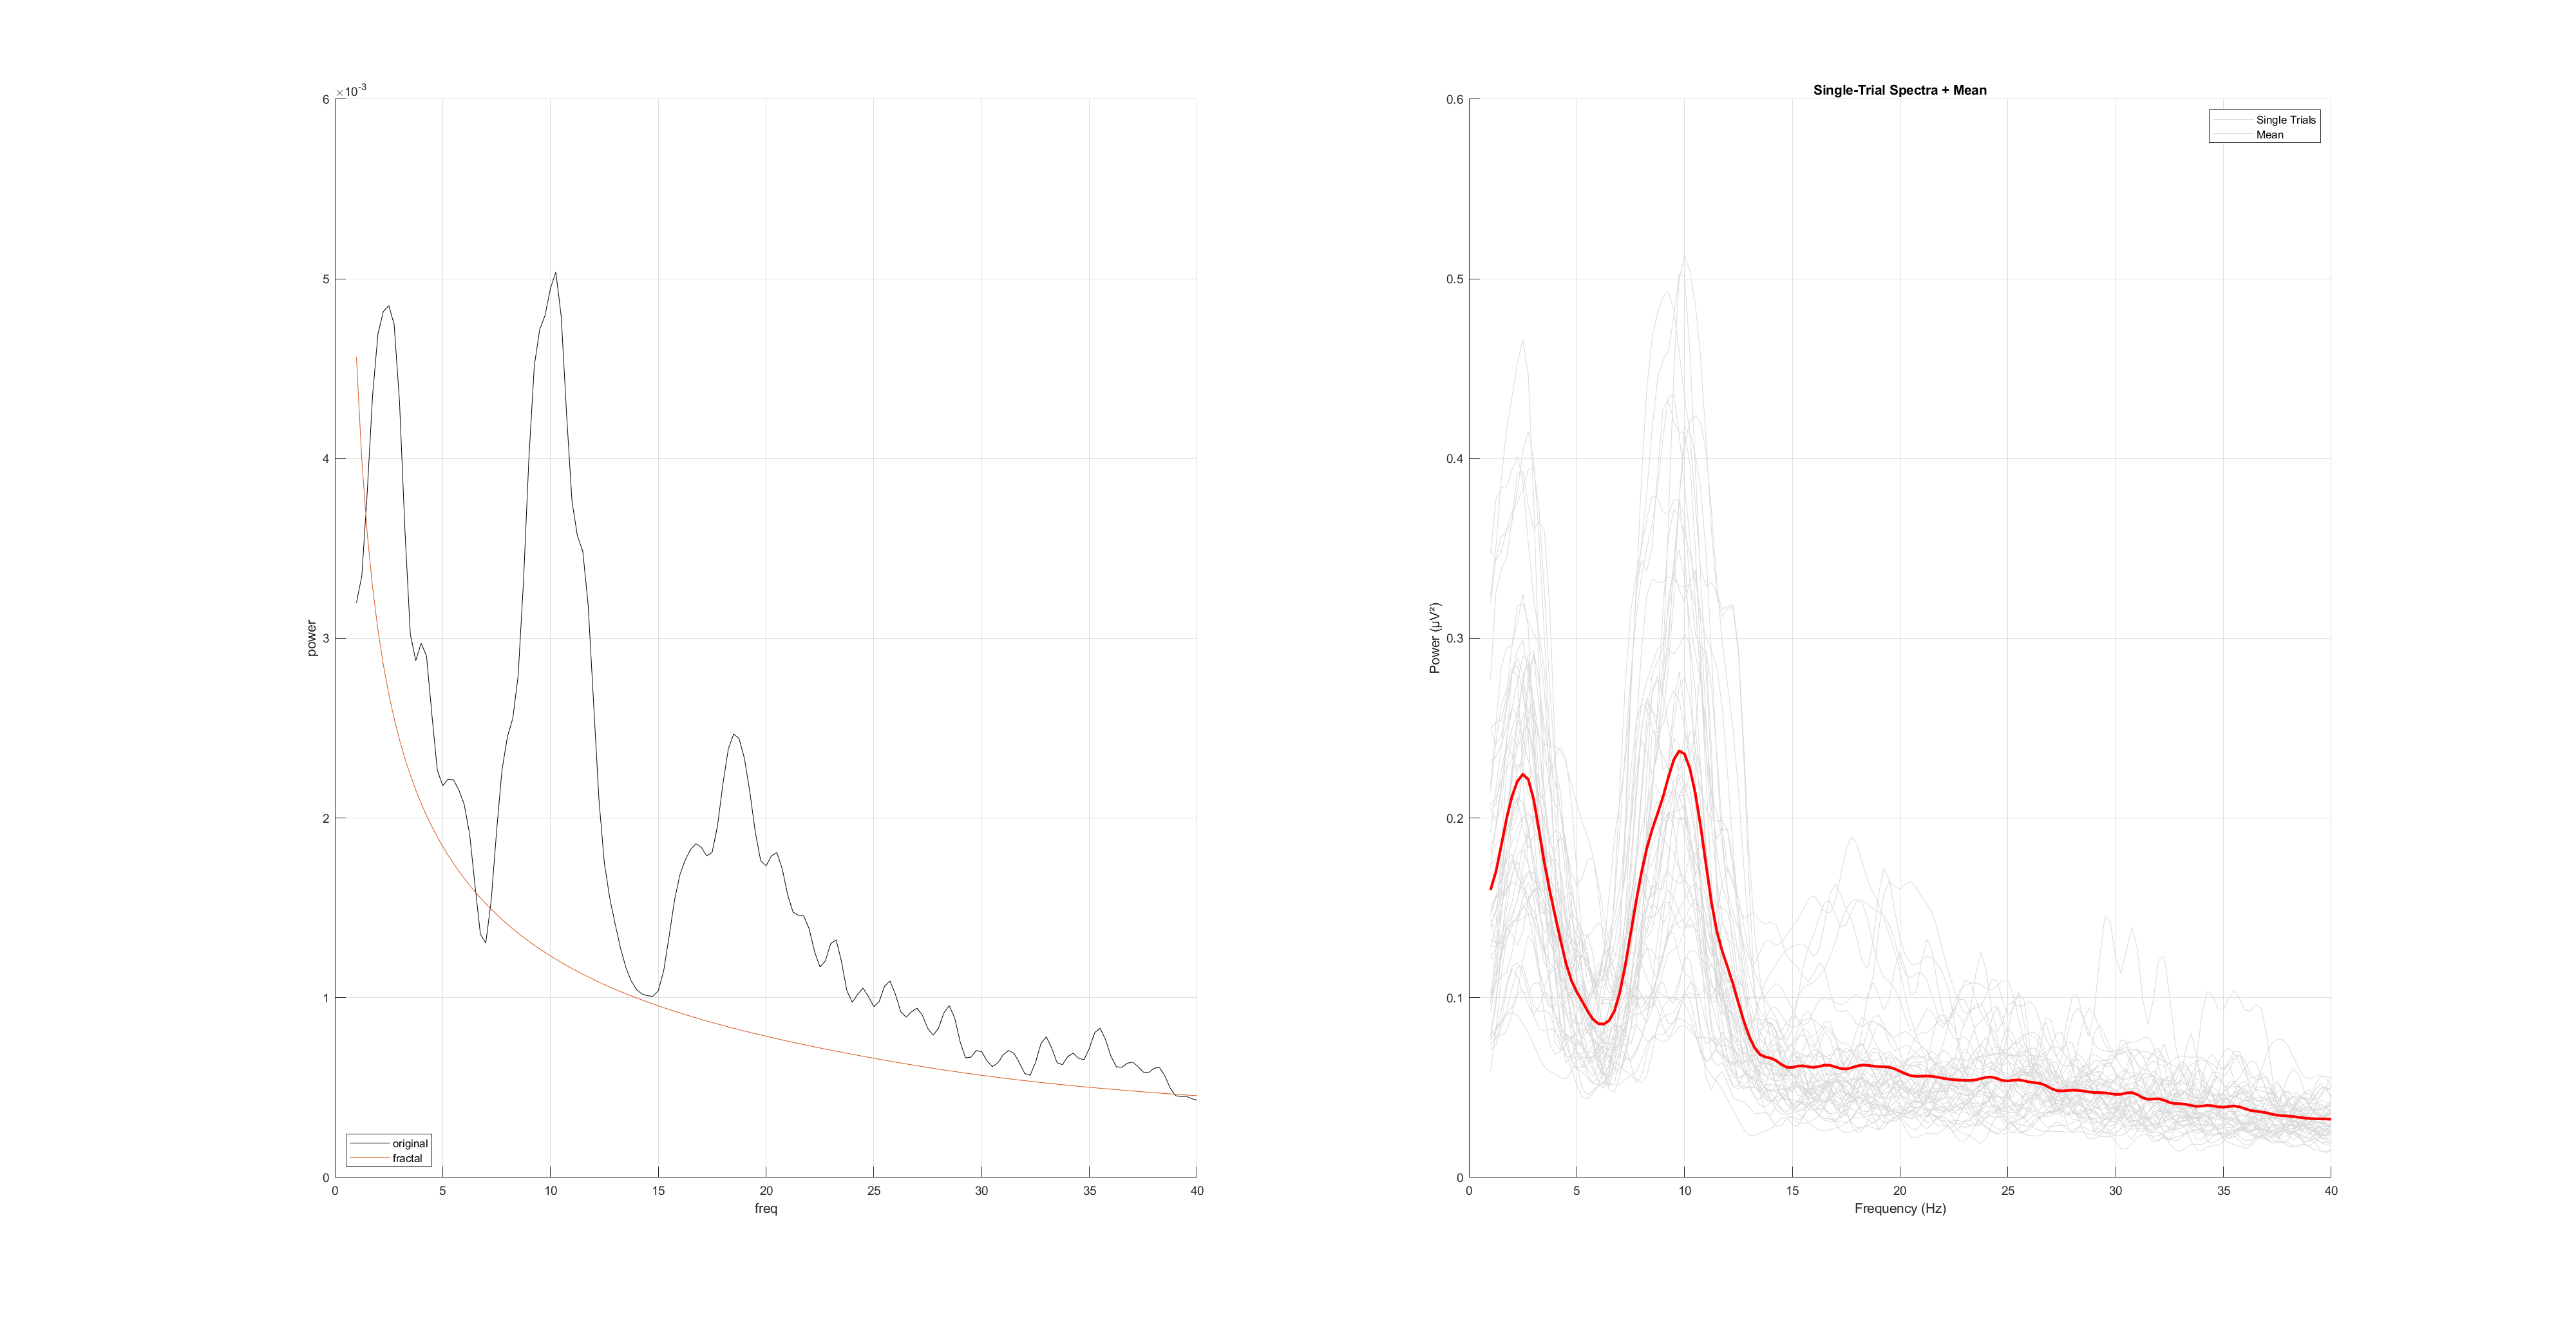 ×10-3
6
5
4
3
2
1
0
power
0 5 10 15 20 25 30 35 40
freq
original
fractal
Single-Trial Spectra + Mean
0.6
0.5
0.4
0.3
0.2
0.1
0
Power (µV²)
0 5 10 15 20 25 30 35 40
Frequency (Hz)
Single Trials
Mean